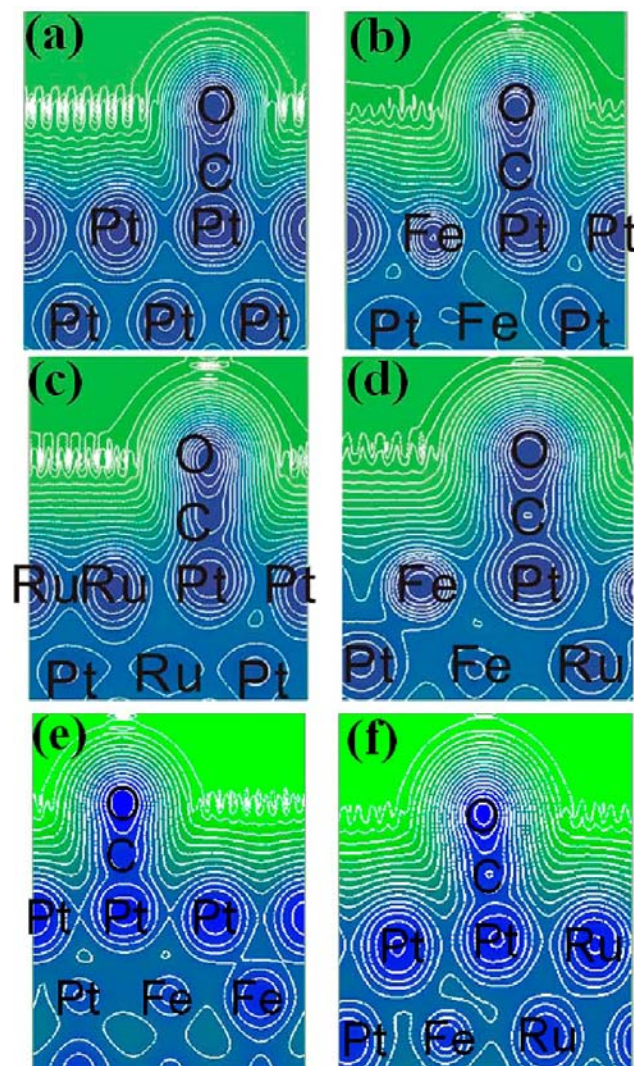 (a)
O
C
Pt Pt
Pt Pt Pt
(b)
O
C
Fe Pt Pt
Pt Fe Pt
(c)
O
C
Ru Ru Pt Pt
Pt Ru Pt
(d)
O
C
Fe Pt
Pt Fe Ru
(e)
O
C
Pt Pt Pt
Pt Fe Fe
(f)
O
C
Pt Pt Ru
Pt Fe Ru